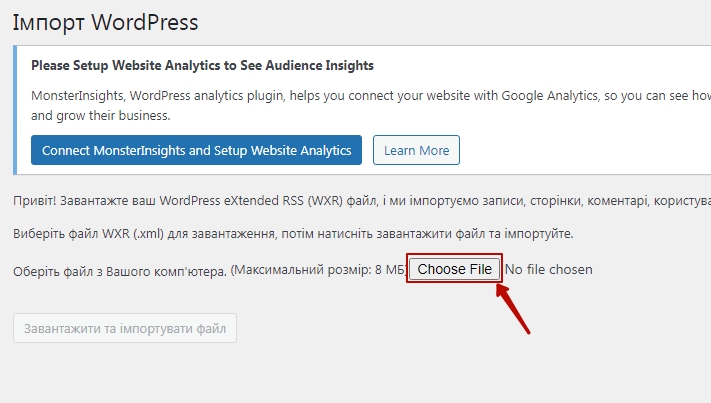 Імпорт WordPress
Please Setup Website Analytics to See Audience Insights
MonsterInsights, WordPress analytics plugin, helps you connect your website with Google Analytics, so you can see how
and grow their business.
Connect MonsterInsights and Setup Website Analytics
Learn More
Привіт! Завантажте ваш WordPress eXtended RSS (WXR) файл, і ми імпортуємо записи, сторінки, коментарі, користува
Виберіть файл WXR (.xml) для завантаження, потім натисніть завантажити файл та імпортуйте.
Оберіть файл з Вашого комп'ютера. (Максимальний розмір: 8 МБ) Choose File No file chosen
Завантажити та імпортувати файл